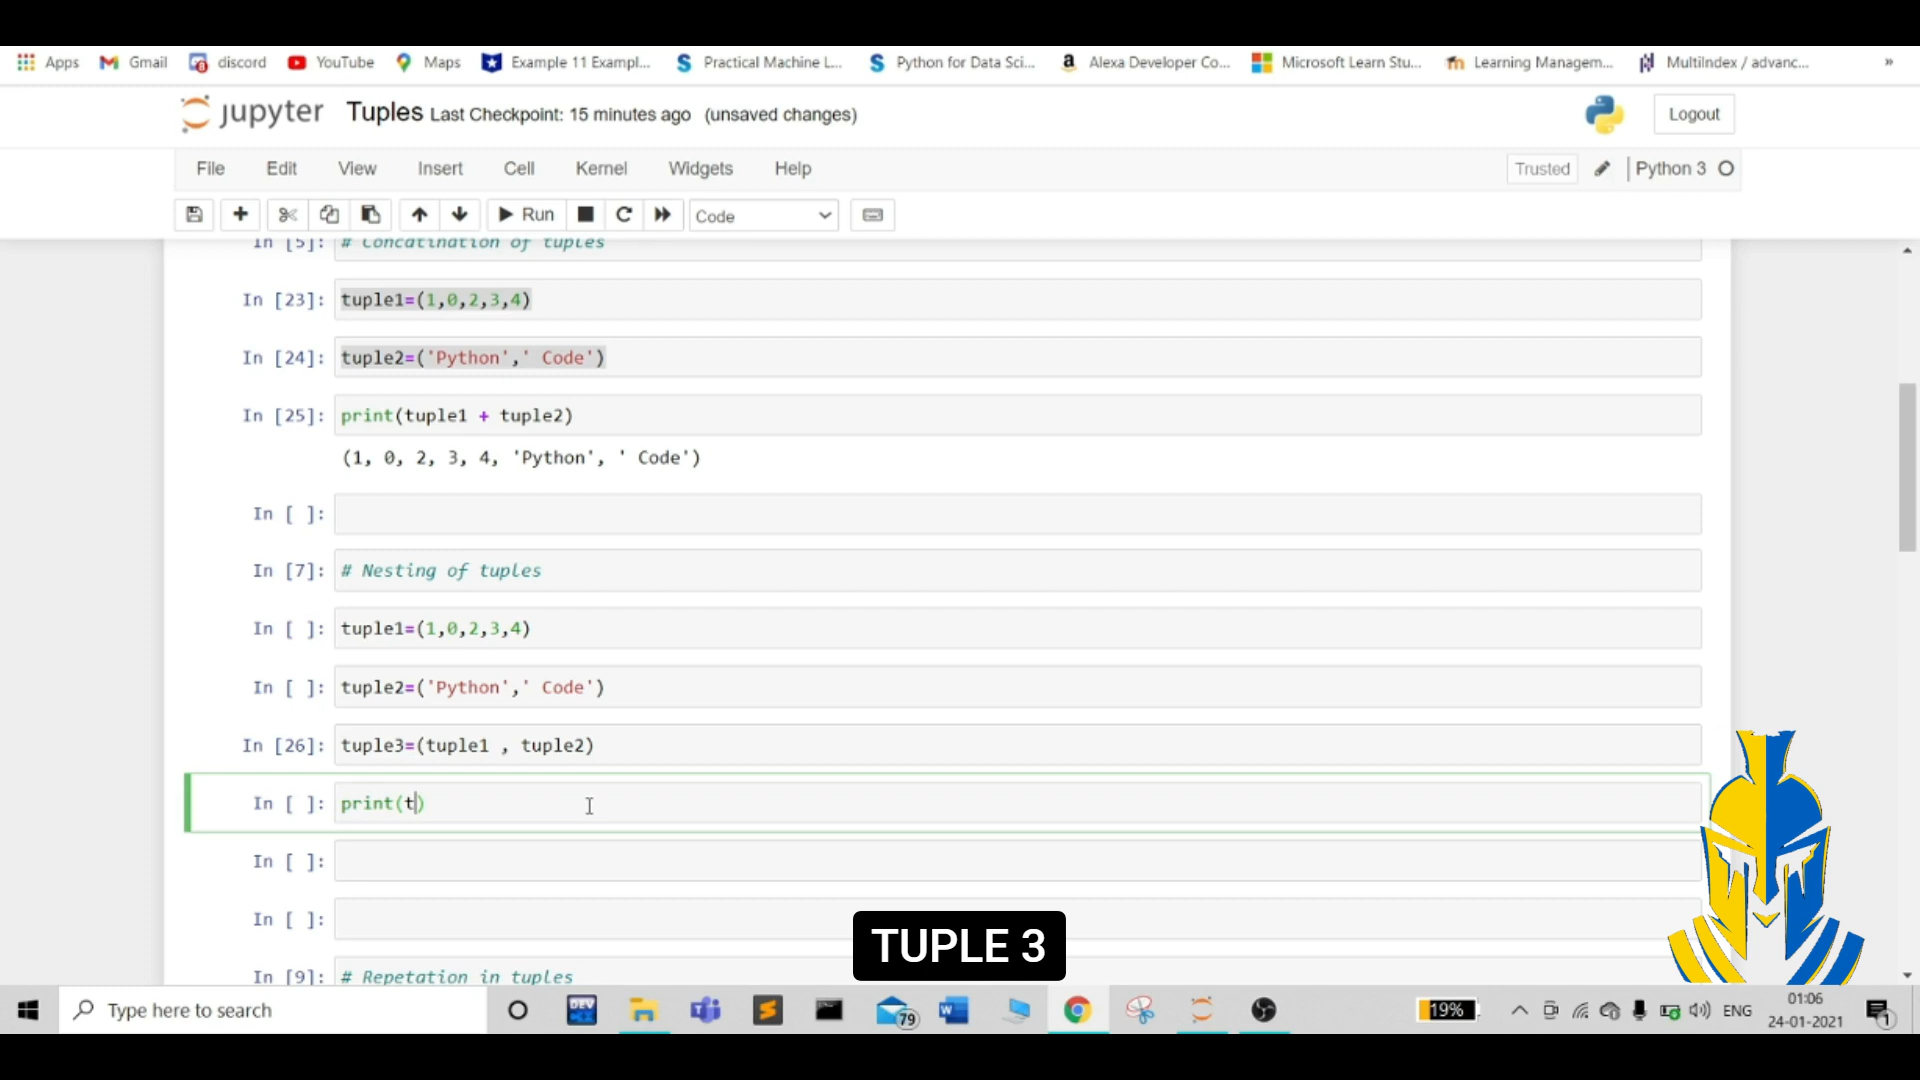 Apps Gmail discord YouTube Maps Example 11 Exampl... Practical Machine L... Python for Data Sci... Alexa Developer Co... Microsoft Learn Stu... Learning Managem... MultiIndex / advanc... »
jupyter Tuples Last Checkpoint: 15 minutes ago (unsaved changes) Logout
File Edit View Insert Cell Kernel Widgets Help Trusted Python 3
Run Code
In [5]: # Concatination of tuples
In [23]: tuple1=(1,0,2,3,4)
In [24]: tuple2=('Python',' Code')
In [25]: print(tuple1 + tuple2)
(1, 0, 2, 3, 4, 'Python', ' Code')
In [ ]:
In [7]: # Nesting of tuples
In [ ]: tuple1=(1,0,2,3,4)
In [ ]: tuple2=('Python',' Code')
In [26]: tuple3=(tuple1 , tuple2)
In [ ]: print(t)
In [ ]:
In [ ]:
TUPLE 3
In [9]: # Repetation in tuples
Type here to search DEV 79 W 19% ENG 01:06
24-01-2021 1